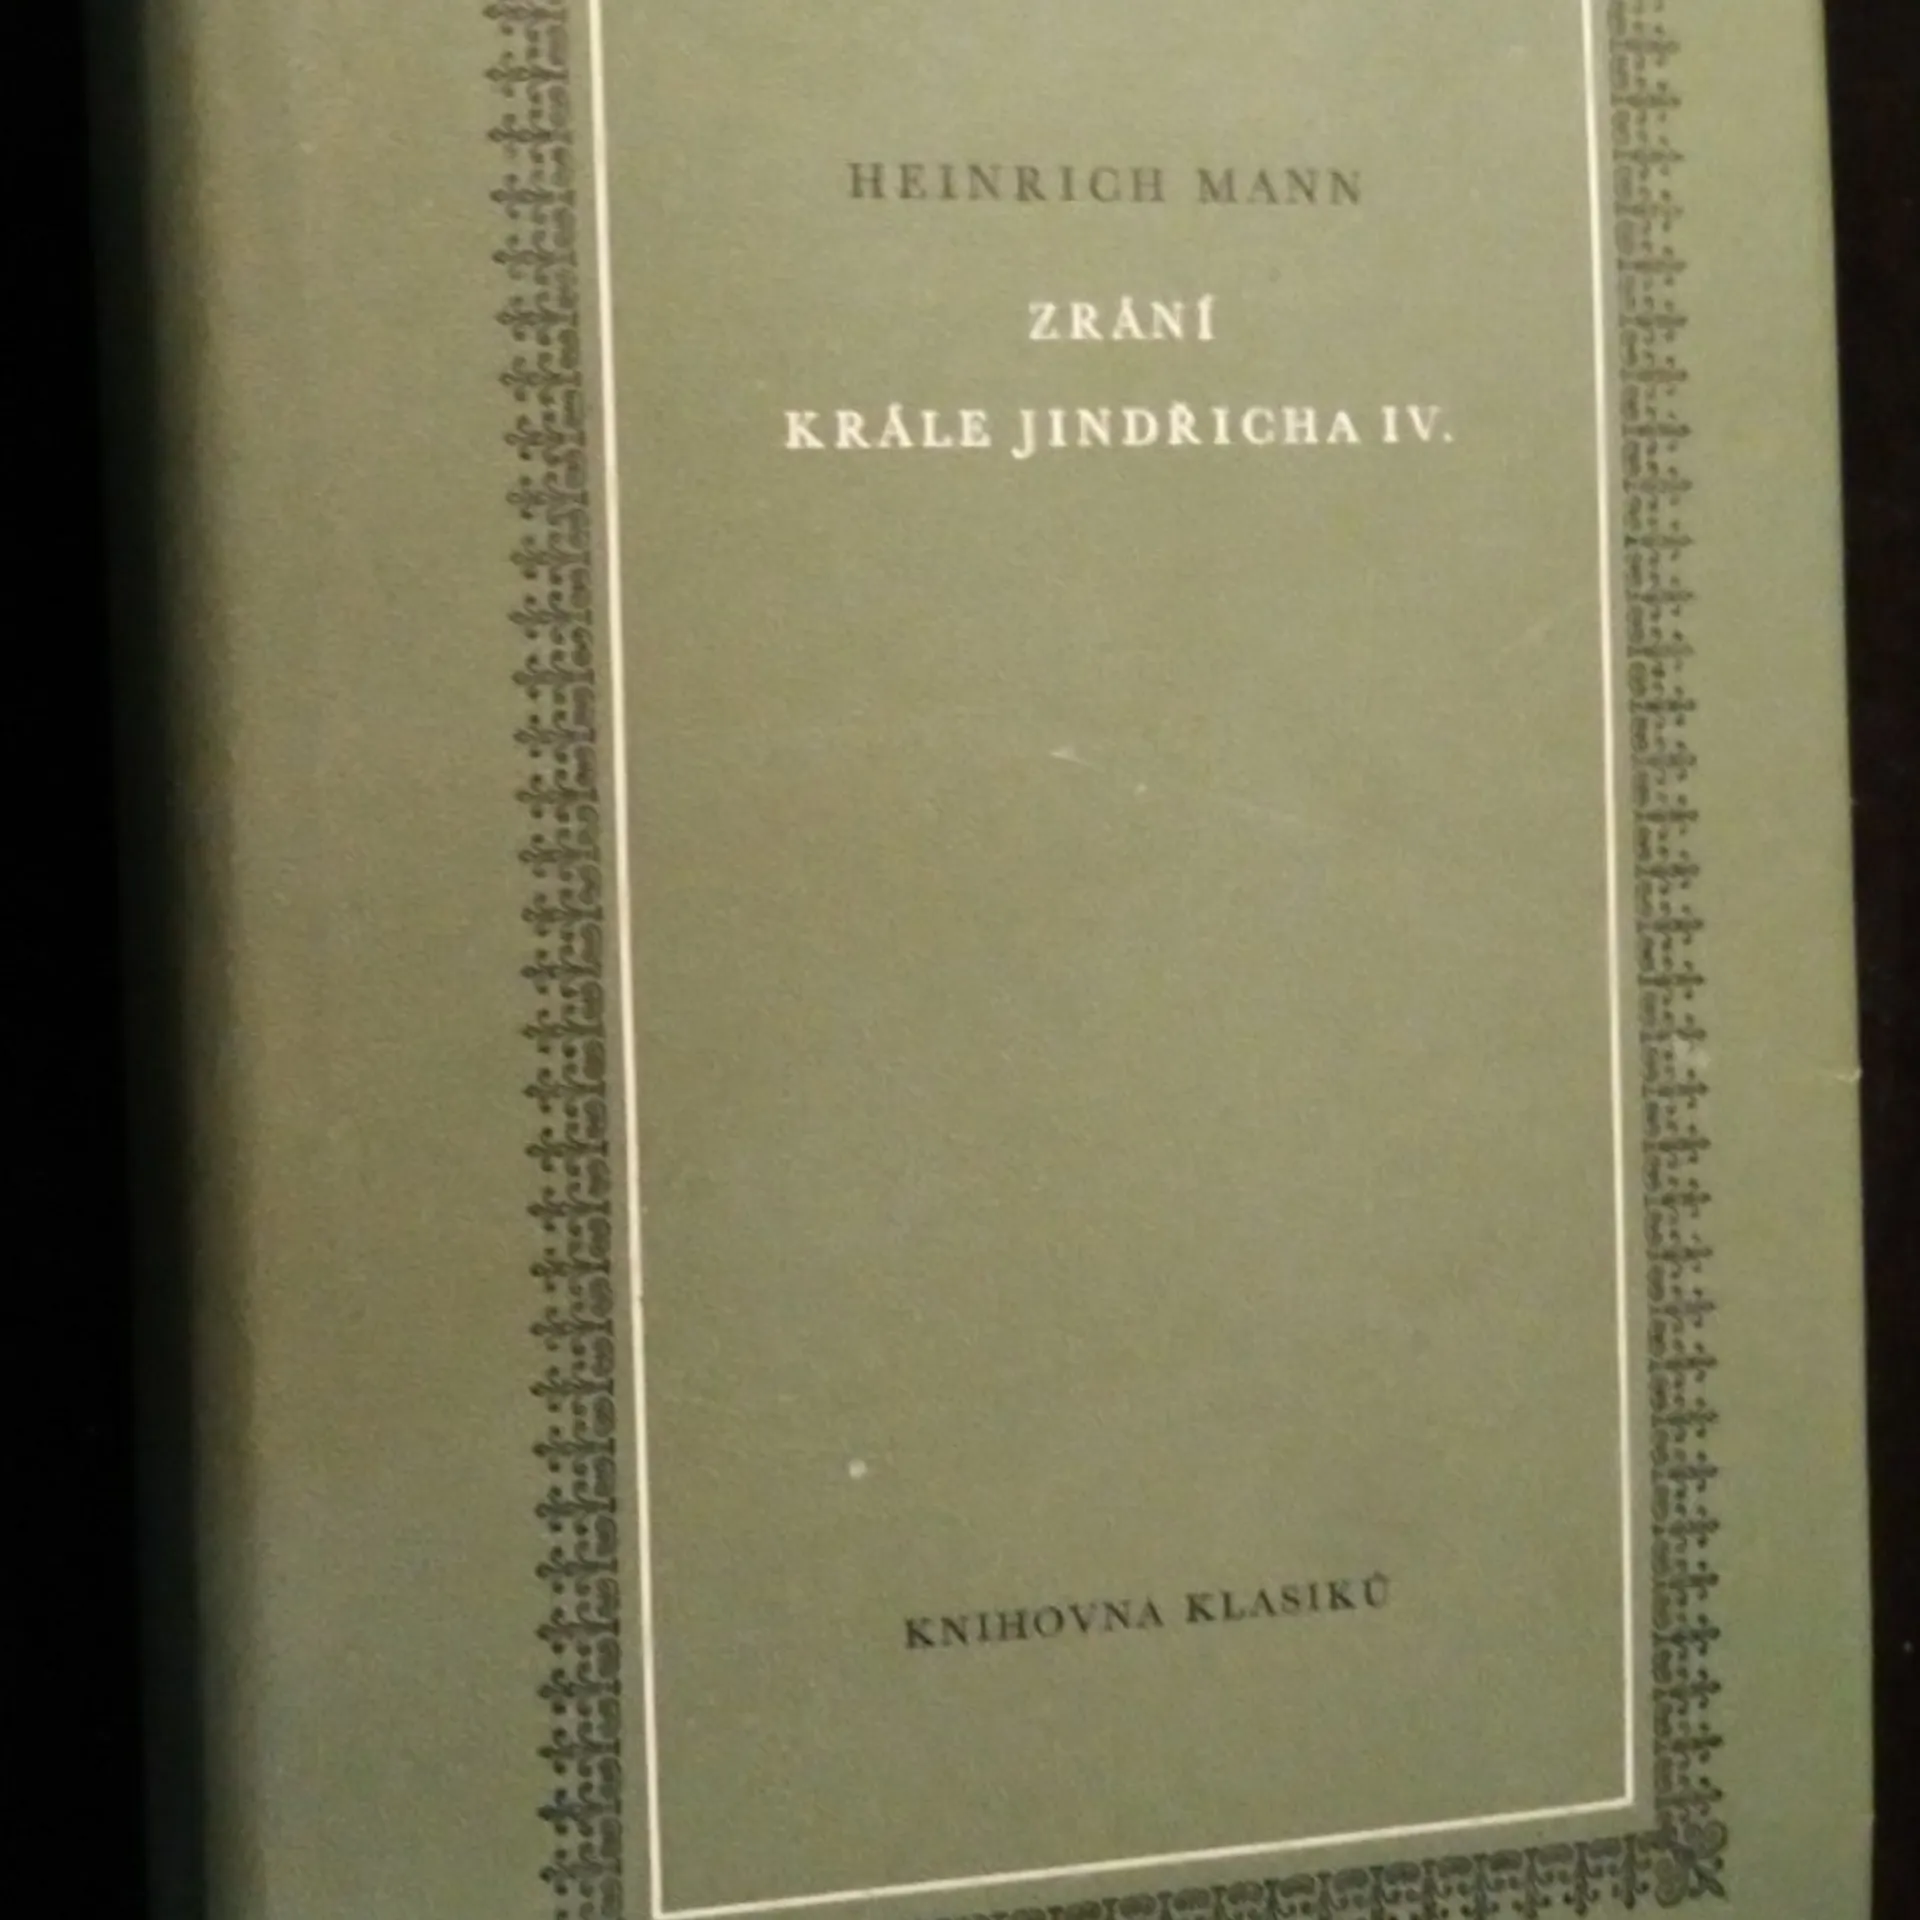 HEINRICH MANN
ZRÁNÍ
KRÁLE JINDŘICHA IV.
KNIHOVNA KLASIKŮ